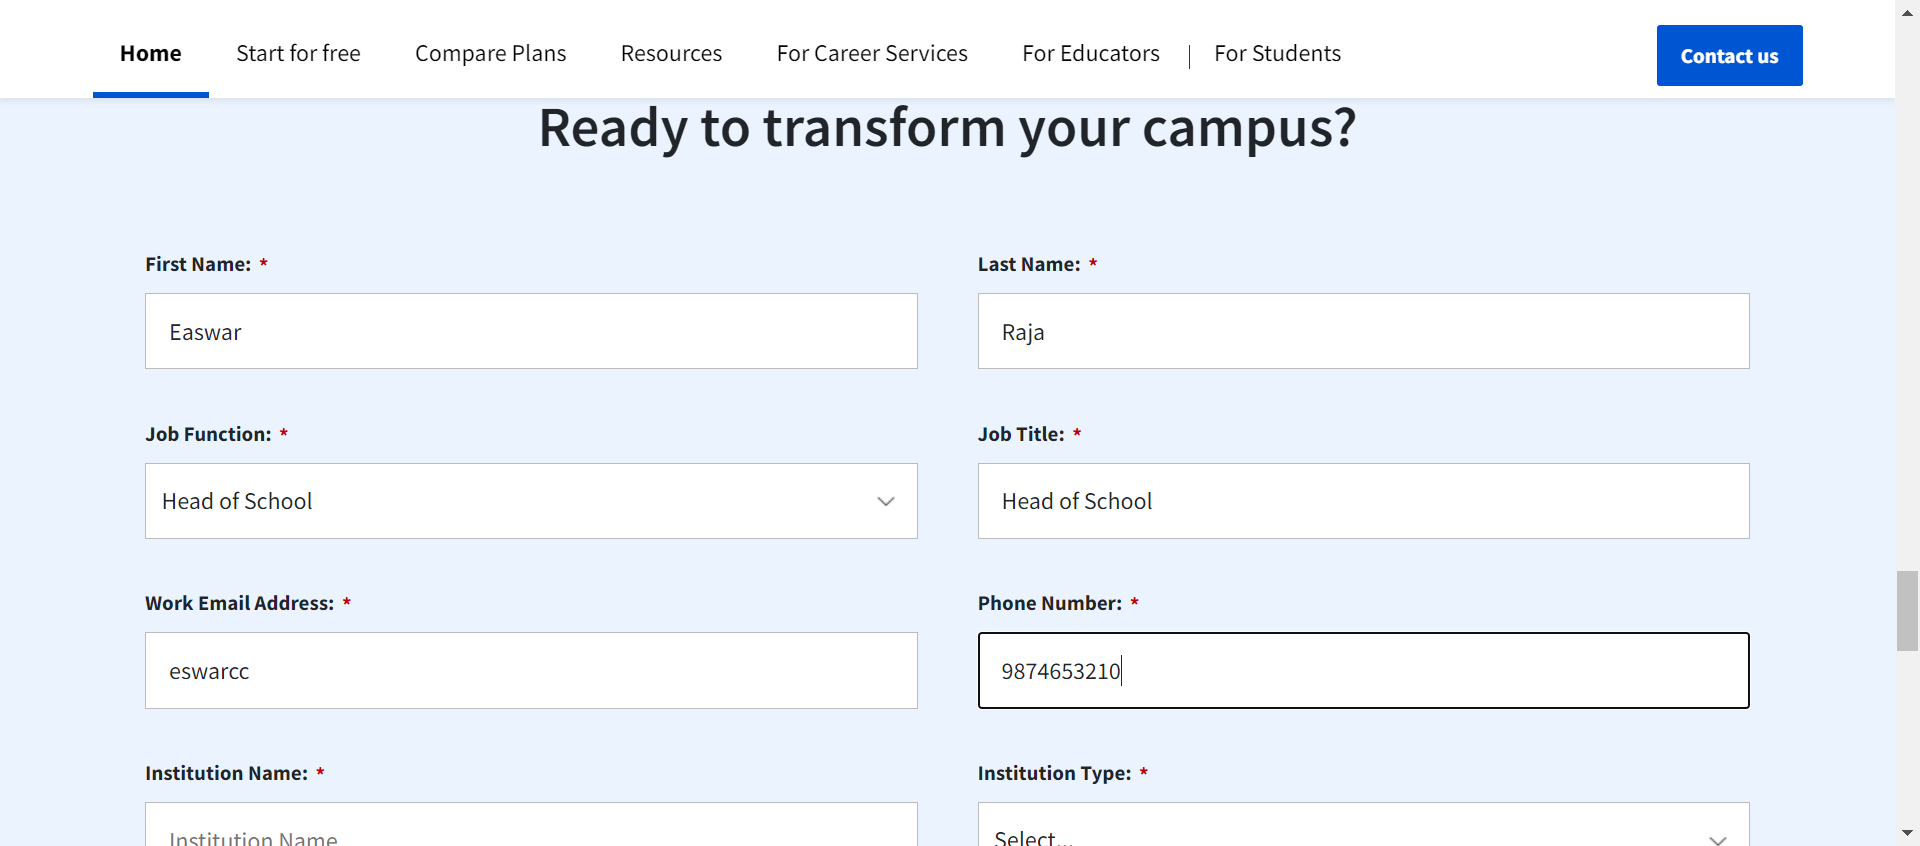 Home Start for free Compare Plans Resources For Career Services For Educators | For Students Contact us
Ready to transform your campus?
First Name: * Last Name: *
Easwar Raja
Job Function: * Job Title: *
Head of School Head of School
Work Email Address: * Phone Number: *
eswarcc 9874653210
Institution Name: * Institution Type: *
Institution Name Select...